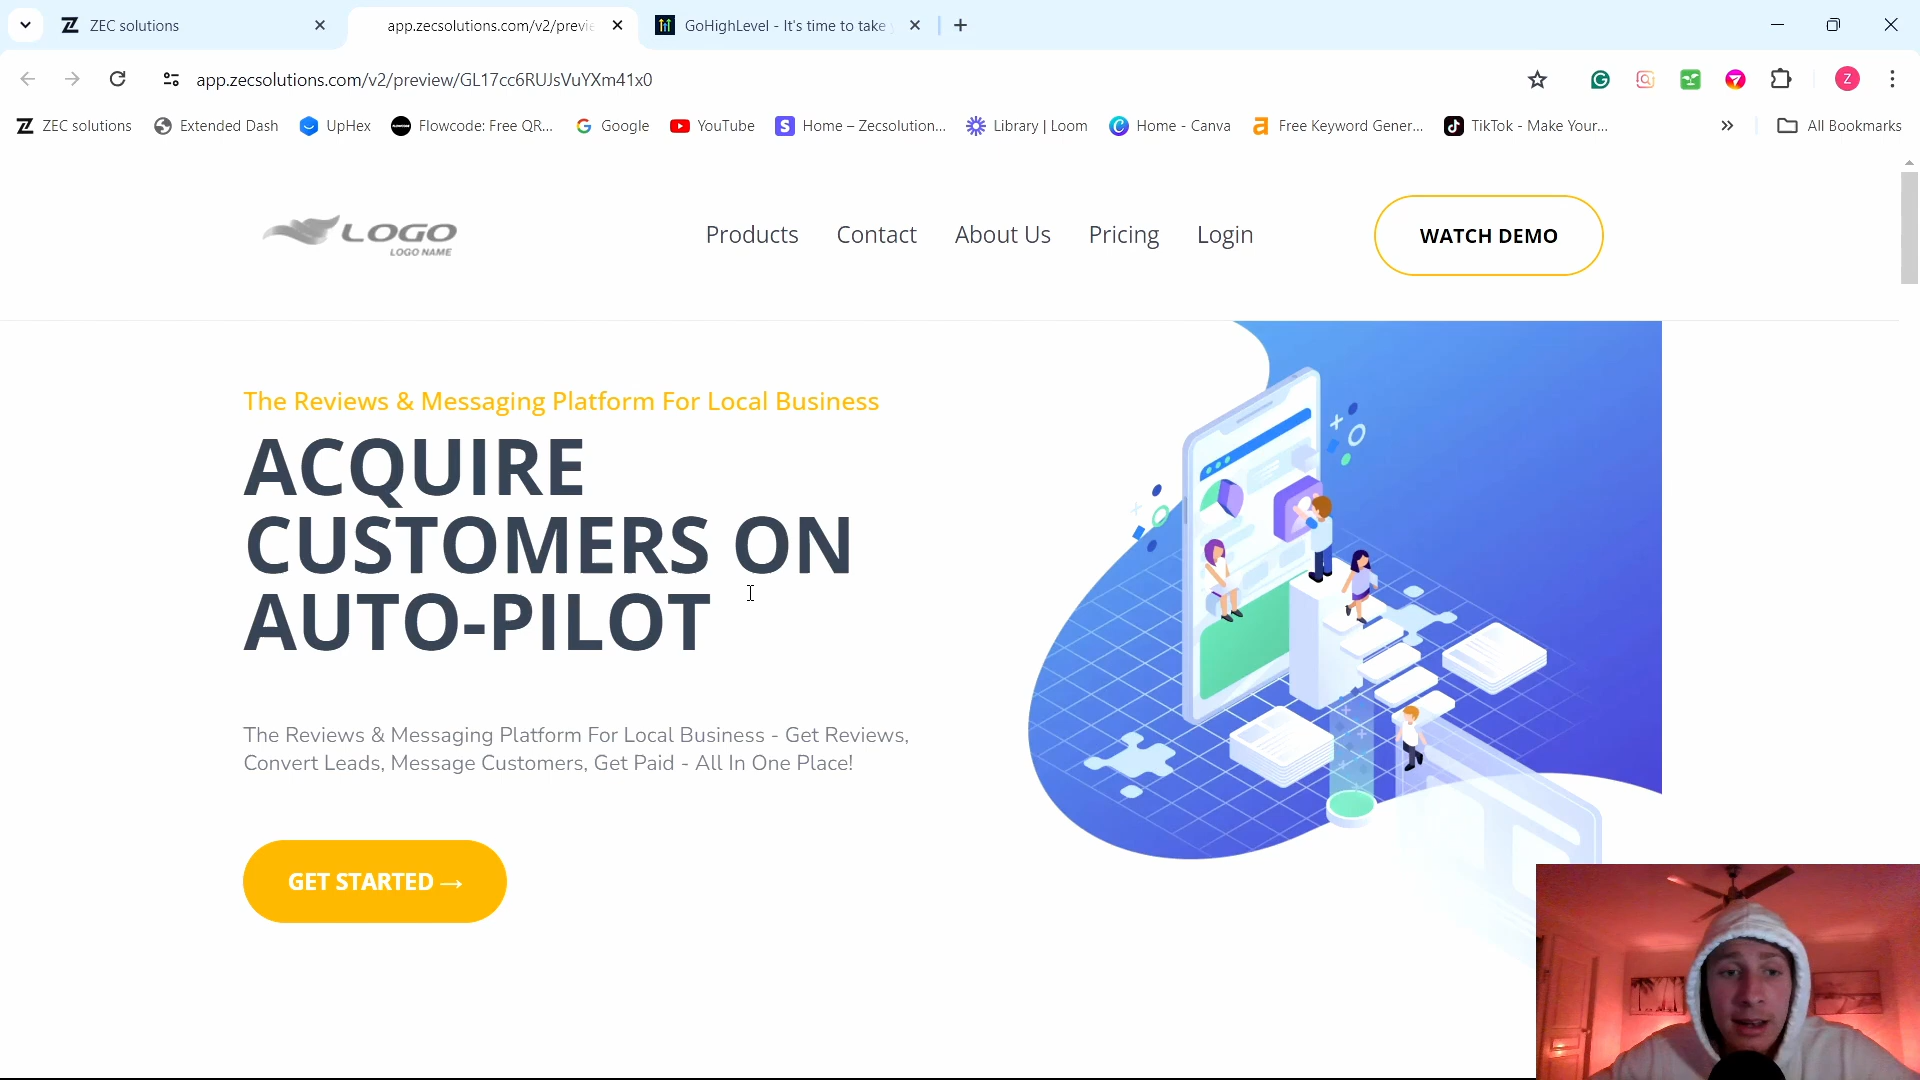 ZEC solutions
app.zecsolutions.com/v2/previe
GoHighLevel - It's time to take
app.zecsolutions.com/v2/preview/GL17cc6RUJsVuYXm41x0
Z
ZEC solutions
Extended Dash
UpHex
Flowcode: Free QR...
Google
YouTube
Home – Zecsolution...
Library | Loom
Home - Canva
Free Keyword Gener...
TikTok - Make Your...
All Bookmarks
LOGO
LOGO NAME
Products
Contact
About Us
Pricing
Login
WATCH DEMO
The Reviews & Messaging Platform For Local Business
ACQUIRE
CUSTOMERS ON
AUTO-PILOT
The Reviews & Messaging Platform For Local Business - Get Reviews,
Convert Leads, Message Customers, Get Paid - All In One Place!
GET STARTED →